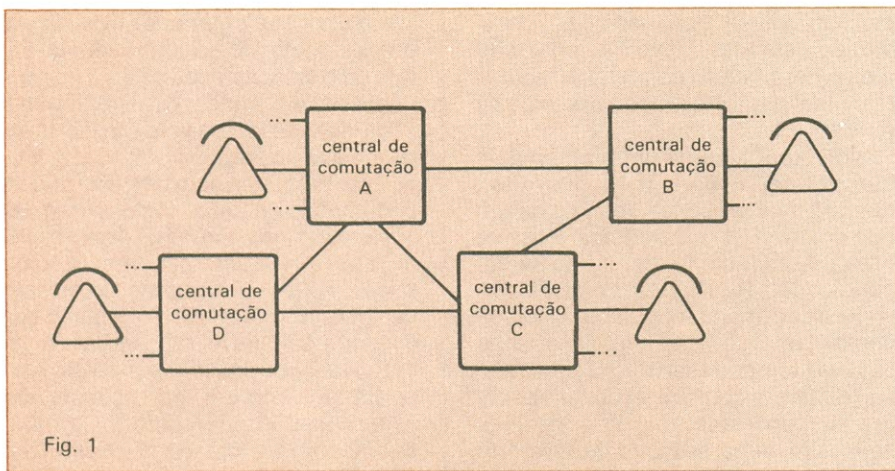 central de
comutação
A
central de
comutação
B
central de
comutação
D
central de
comutação
C
Fig. 1